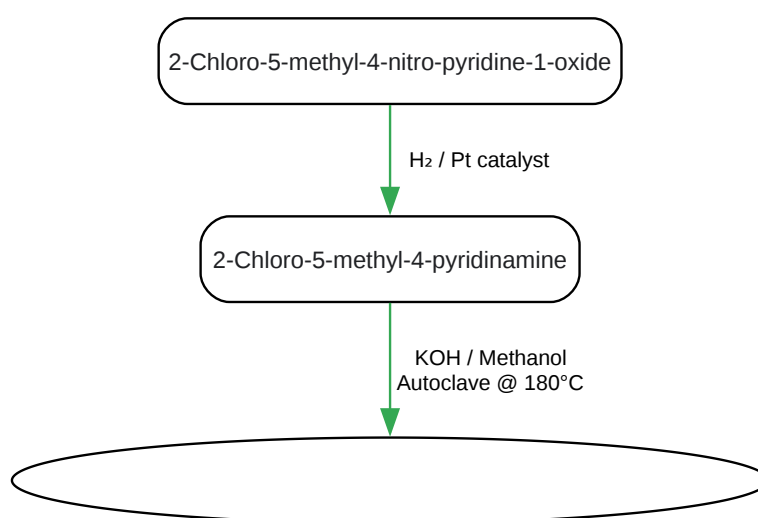 2-Chloro-5-methyl-4-nitro-pyridine-1-oxide
H₂ / Pt catalyst
2-Chloro-5-methyl-4-pyridinamine
KOH / Methanol
Autoclave @ 180°C